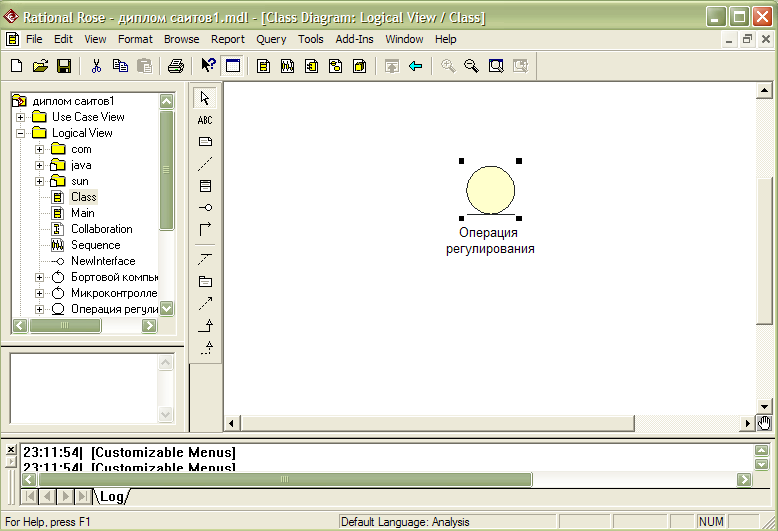 Rational Rose - диплом саитов1.mdl - [Class Diagram: Logical View / Class]
File Edit View Format Browse Report Query Tools Add-Ins Window Help
диплом саитов1
Use Case View
Logical View
com
java
sun
Class
Main
Collaboration
Sequence
NewInterface
Бортовой компью
Микроконтролле
Операция регули
ABC
Операция
регулирования
23:11:54| [Customizable Menus]
23:11:54| [Customizable Menus]
Log
For Help, press F1
Default Language: Analysis
NUM